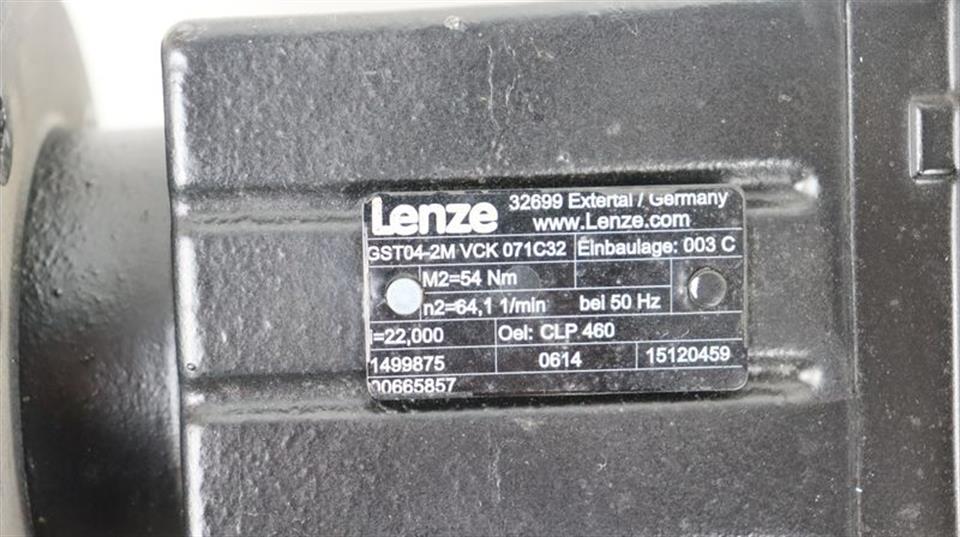 Lenze 32699 Extertal / Germany
www.Lenze.com
GST04-2M VCK 071C32 Einbaulage: 003 C
M2=54 Nm
n2=64,1 1/min bei 50 Hz
i=22,000 Oel: CLP 460
1499875 0614 15120459
00665857